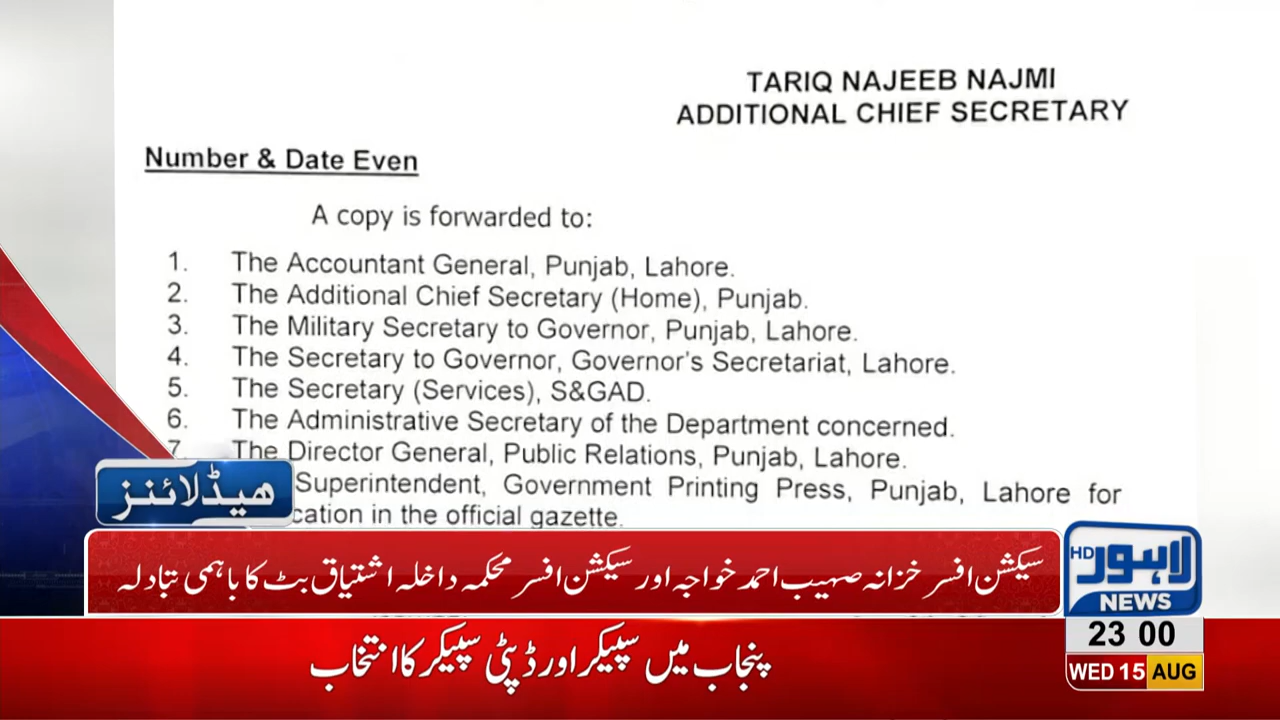 TARIQ NAJEEB NAJMI
ADDITIONAL CHIEF SECRETARY
Number & Date Even
A copy is forwarded to:
1. The Accountant General, Punjab, Lahore.
2. The Additional Chief Secretary (Home), Punjab.
3. The Military Secretary to Governor, Punjab, Lahore.
4. The Secretary to Governor, Governor's Secretariat, Lahore.
5. The Secretary (Services), S&GAD.
6. The Administrative Secretary of the Department concerned.
7. The Director General, Public Relations, Punjab, Lahore.
Superintendent, Government Printing Press, Punjab, Lahore for
cation in the official gazette.
ہیڈلائنز
سیکشن افسر خزانہ صہیب احمد خواجہ اور سیکشن افسر محکمہ داخلہ اشتیاق بٹ کا باہمی تبادلہ
لاہور HD
NEWS
23 00
WED 15 AUG
پنجاب میں سپیکر اور ڈپٹی سپیکر کا انتخاب